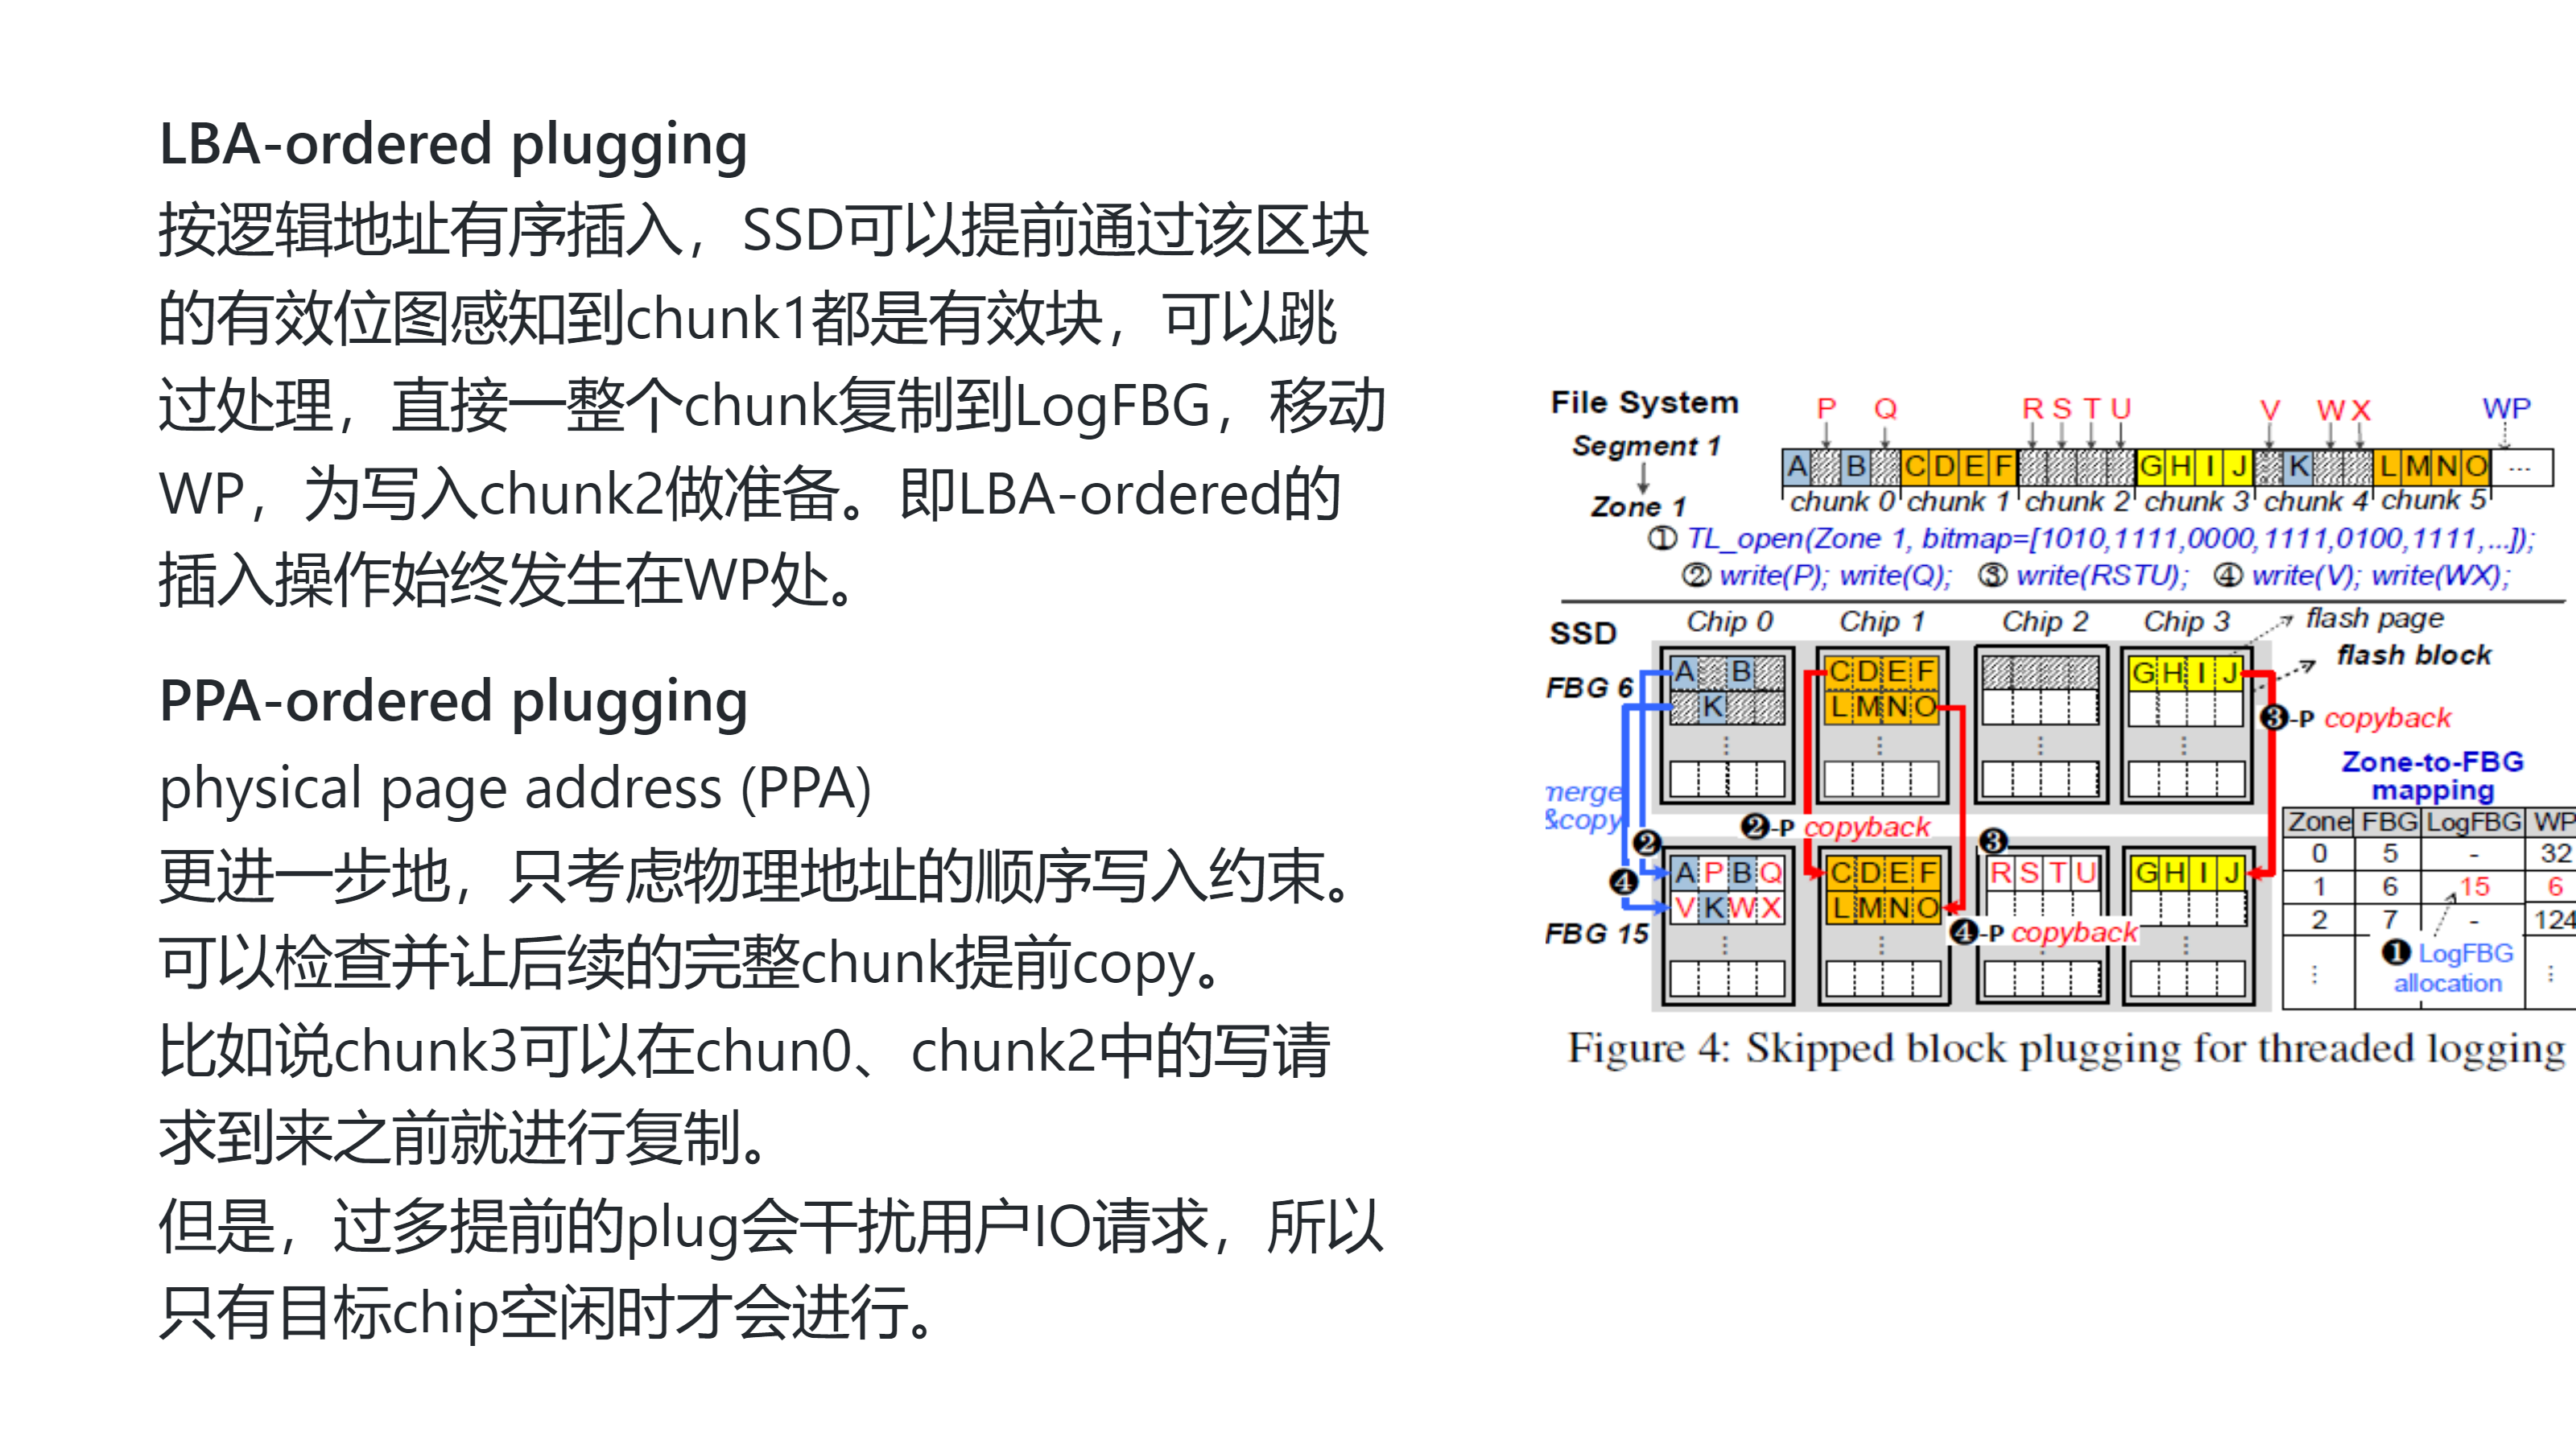 LBA-ordered plugging
按逻辑地址有序插入，SSD可以提前通过该区块
的有效位图感知到chunk1都是有效块，可以跳
过处理，直接一整个chunk复制到LogFBG，移动
WP，为写入chunk2做准备。即LBA-ordered的
插入操作始终发生在WP处。
PPA-ordered plugging
physical page address (PPA)
更进一步地，只考虑物理地址的顺序写入约束。
可以检查并让后续的完整chunk提前copy。
比如说chunk3可以在chun0、chunk2中的写请
求到来之前就进行复制。
但是，过多提前的plug会干扰用户IO请求，所以
只有目标chip空闲时才会进行。
File System
P Q R S T U V W X WP
Segment 1
A B C D E F G H I J K L M N O ...
Zone 1
chunk 0 chunk 1 chunk 2 chunk 3 chunk 4 chunk 5
① TL_open(Zone 1, bitmap=[1010,1111,0000,1111,0100,1111,...]);
② write(P); write(Q); ③ write(RSTU); ④ write(V); write(WX);
SSD
Chip 0 Chip 1 Chip 2 Chip 3
flash page
flash block
FBG 6
A B C D E F G H I J
K L M N O
❸-P copyback
merge
&copy
❷-P copyback
❷ ❸
❹
A P B Q C D E F R S T U G H I J
V K W X L M N O
FBG 15
❹-P copyback
Zone-to-FBG
mapping
Zone FBG LogFBG WP
0 5 - 32
1 6 15 6
2 7 - 124
❶ LogFBG
allocation
Figure 4: Skipped block plugging for threaded logging